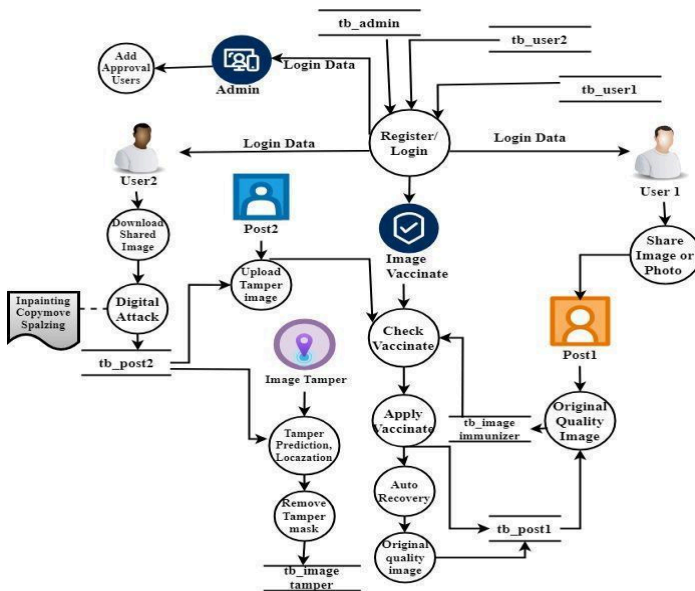 tb_admin
tb_user2
tb_user1
Add
Approval
Users
Admin
Login Data
Register/
Login
Login Data
Login Data
User2
User 1
Download
Shared
Image
Post2
Image
Vaccinate
Share
Image or
Photo
Upload
Tamper
image
Inpainting
Copymove
Spalzing
Digital
Attack
Check
Vaccinate
Post1
tb_post2
Image Tamper
Apply
Vaccinate
tb_image
immunizer
Original
Quality
Image
Tamper
Prediction,
Locazation
Auto
Recovery
Remove
Tamper
mask
tb_post1
Original
quality
image
tb_image
tamper